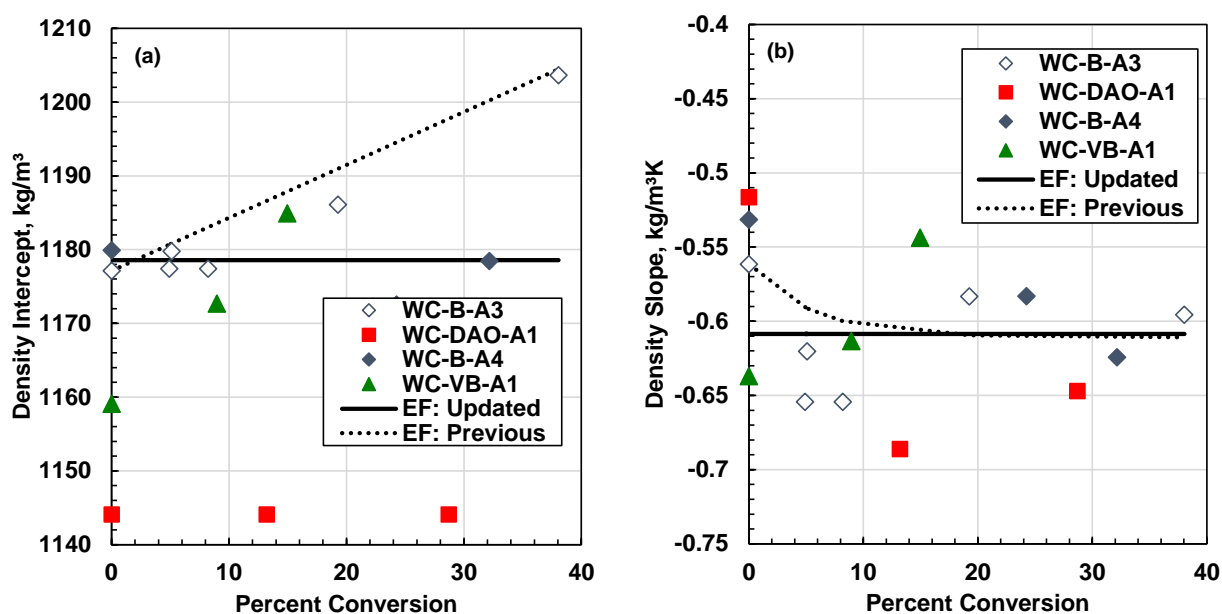 (a)
Density Intercept, kg/m³
1210
1200
1190
1180
1170
1160
1150
1140
0
10
20
30
40
Percent Conversion
WC-B-A3
WC-DAO-A1
WC-B-A4
WC-VB-A1
EF: Updated
EF: Previous
(b)
Density Slope, kg/m³K
-0.4
-0.45
-0.5
-0.55
-0.6
-0.65
-0.7
-0.75
0
10
20
30
40
Percent Conversion
WC-B-A3
WC-DAO-A1
WC-B-A4
WC-VB-A1
EF: Updated
EF: Previous